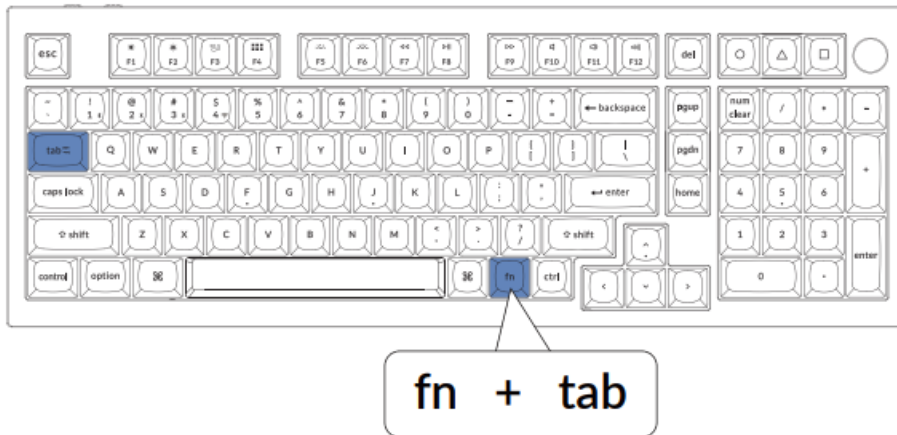 esc F1 F2 F3 F4 F5 F6 F7 F8 F9 F10 F11 F12 del
~ ` ! 1 @ 2 # 3 $ 4 % 5 ^ 6 & 7 * 8 ( 9 ) 0 - + = backspace pgup num clear / -
tab Q W E R T Y U I O P { [ } ] | \ pgdn 7 8 9 +
caps lock A S D F G H J K L : ; enter home 4 5 6
shift Z X C V B N M < > ? / shift 1 2 3 enter
control option ⌘ ⌘ fn ctrl 0
fn + tab